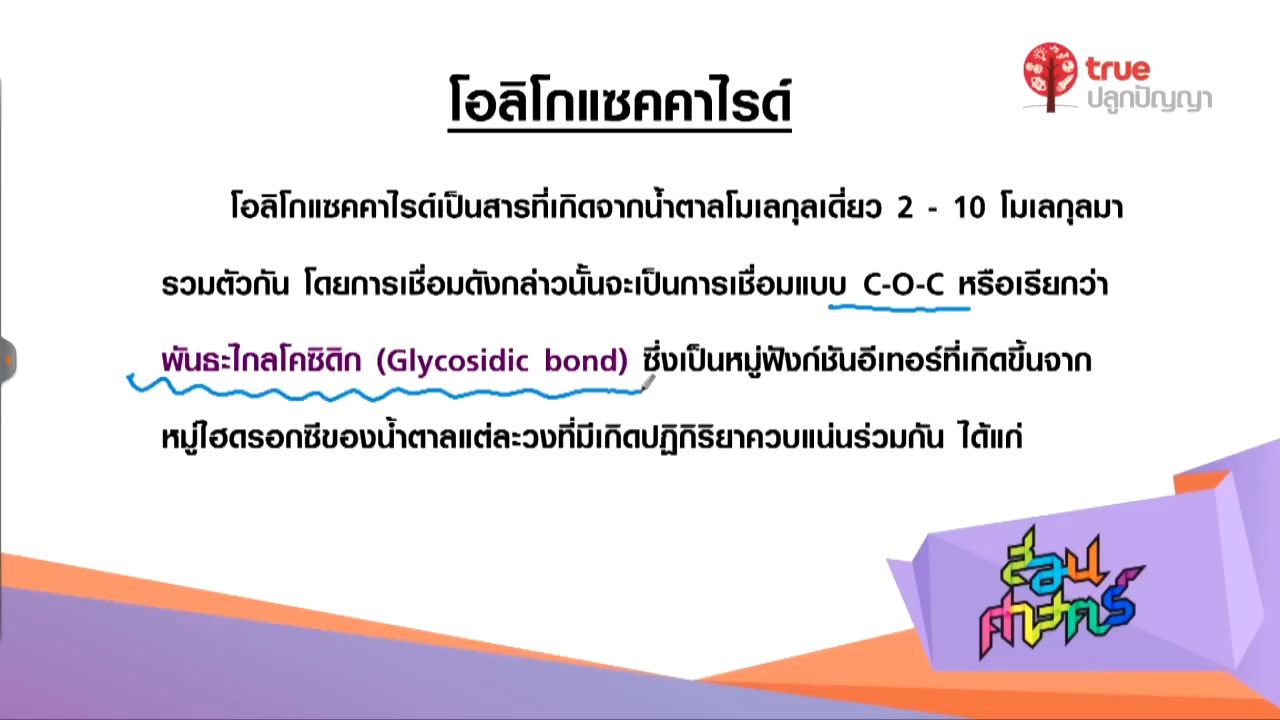 true
ปลูกปัญญา
โอลิโกแซคคาไรด์
โอลิโกแซคคาไรด์เป็นสารที่เกิดจากน้ำตาลโมเลกุลเดี่ยว 2 - 10 โมเลกุลมา
รวมตัวกัน โดยการเชื่อมดังกล่าวนั้นจะเป็นการเชื่อมแบบ C-O-C หรือเรียกว่า
พันธะไกลโคซิดิก (Glycosidic bond) ซึ่งเป็นหมู่ฟังก์ชันอีเทอร์ที่เกิดขึ้นจาก
หมู่ไฮดรอกซีของน้ำตาลแต่ละวงที่มีเกิดปฏิกิริยาควบแน่นร่วมกัน ได้แก่
สอน
ศาสตร์